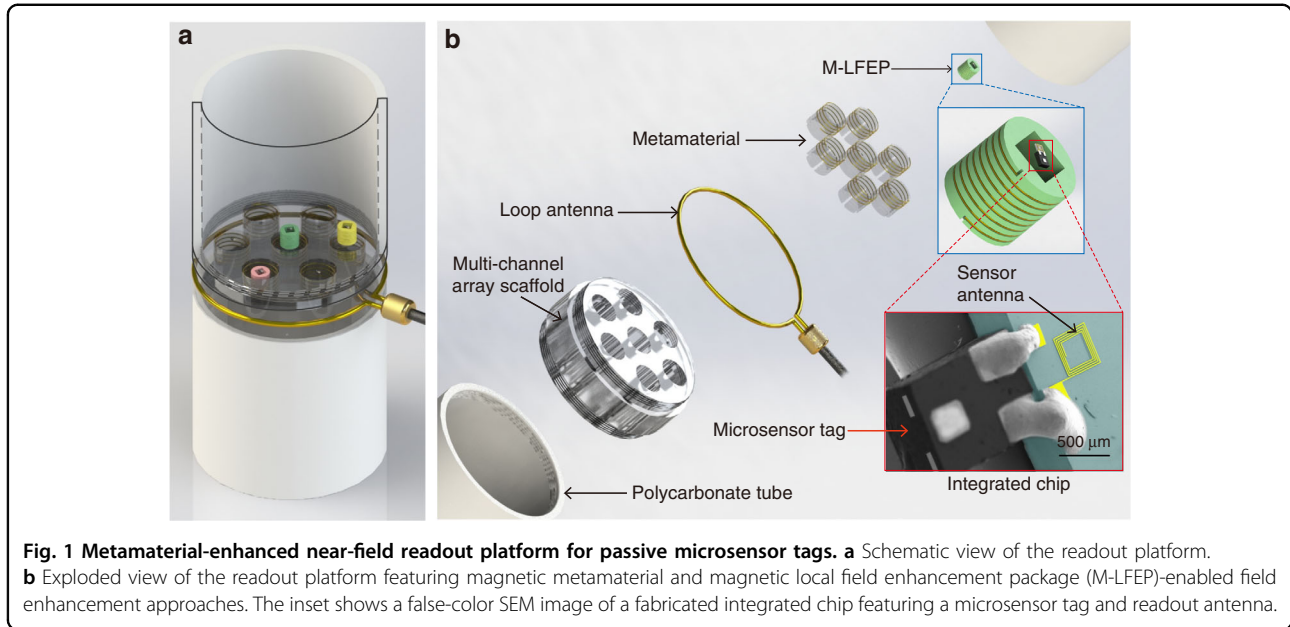 a
b
M-LFEP
Metamaterial
Loop antenna
Multi-channel
array scaffold
Sensor
antenna
Microsensor tag
500 μm
Polycarbonate tube
Integrated chip
Fig. 1 Metamaterial-enhanced near-field readout platform for passive microsensor tags. a Schematic view of the readout platform.
b Exploded view of the readout platform featuring magnetic metamaterial and magnetic local field enhancement package (M-LFEP)-enabled field
enhancement approaches. The inset shows a false-color SEM image of a fabricated integrated chip featuring a microsensor tag and readout antenna.